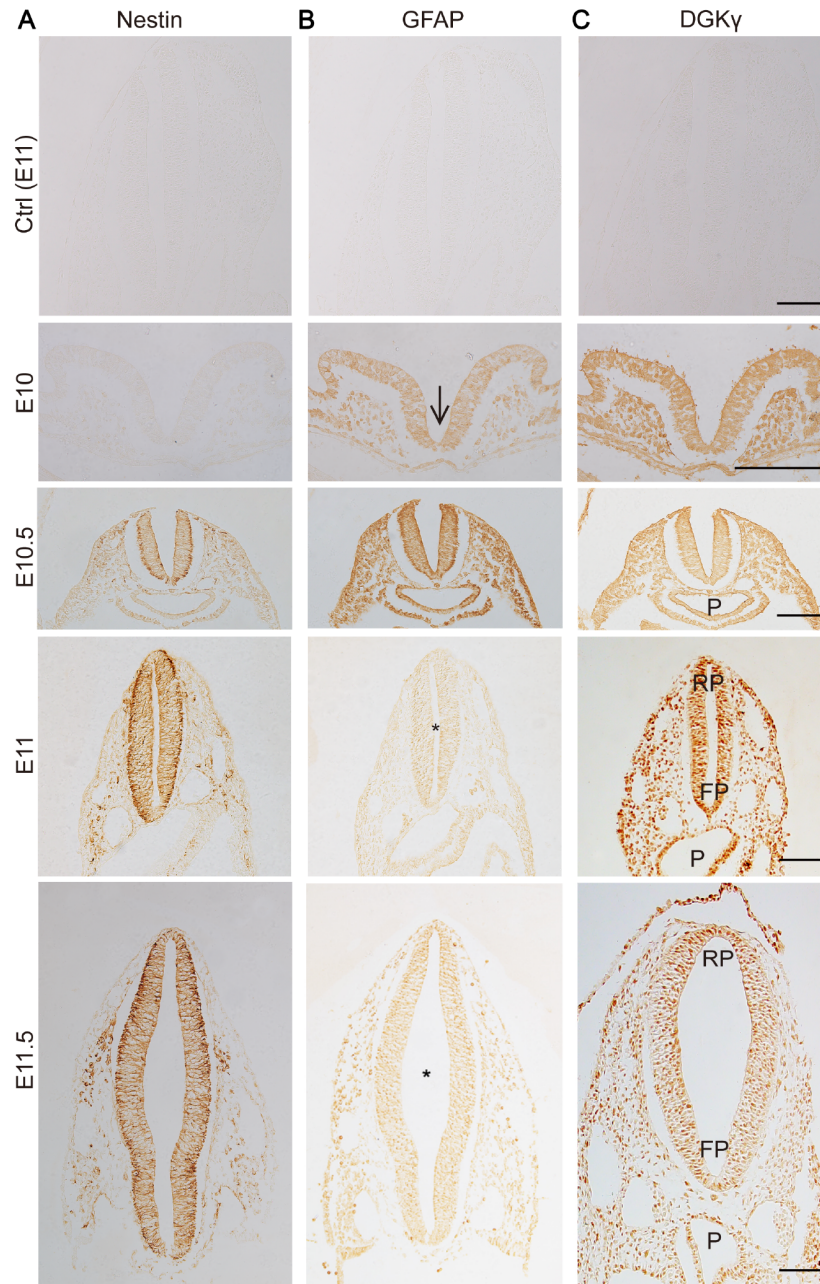 A Nestin B GFAP C DGKγ
Ctrl (E11)
E10
E10.5
P
E11
*
RP
FP
P
E11.5
*
RP
FP
P